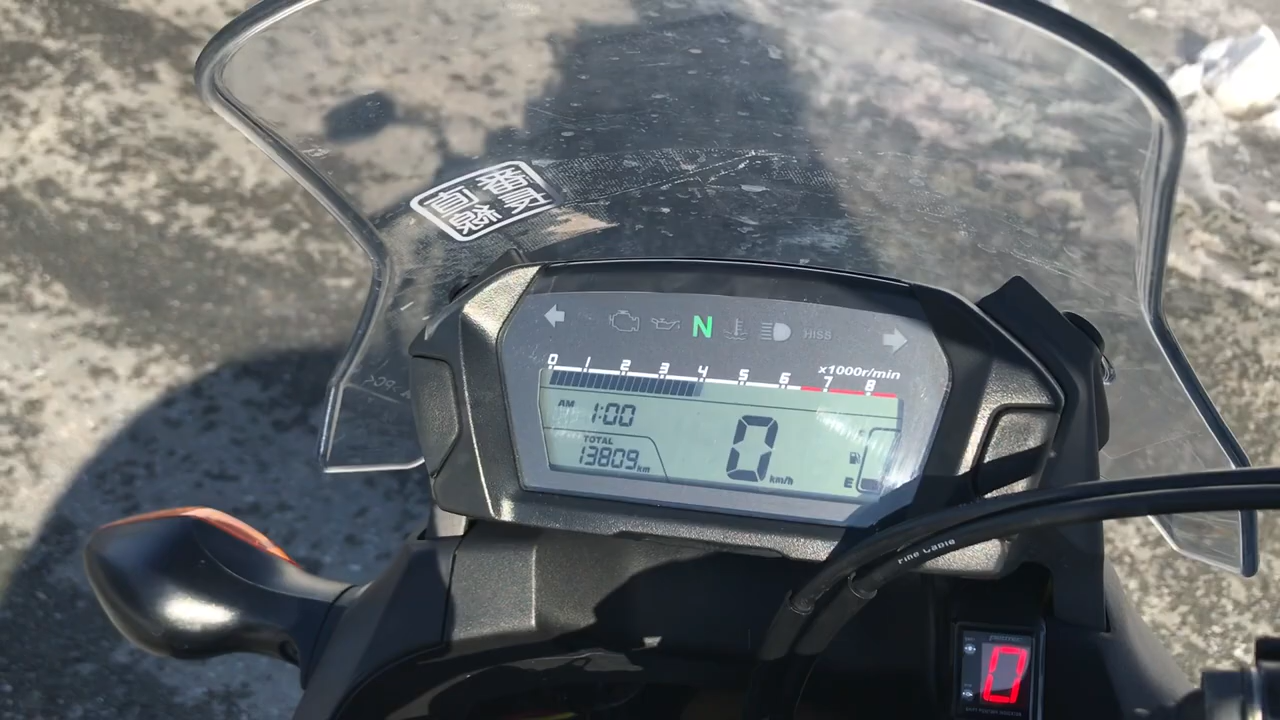 N
HISS
x1000r/min
0 1 2 3 4 5 6 7 8
AM 1:00
TOTAL
13809 km
0 km/h
E
Fine Cable
0